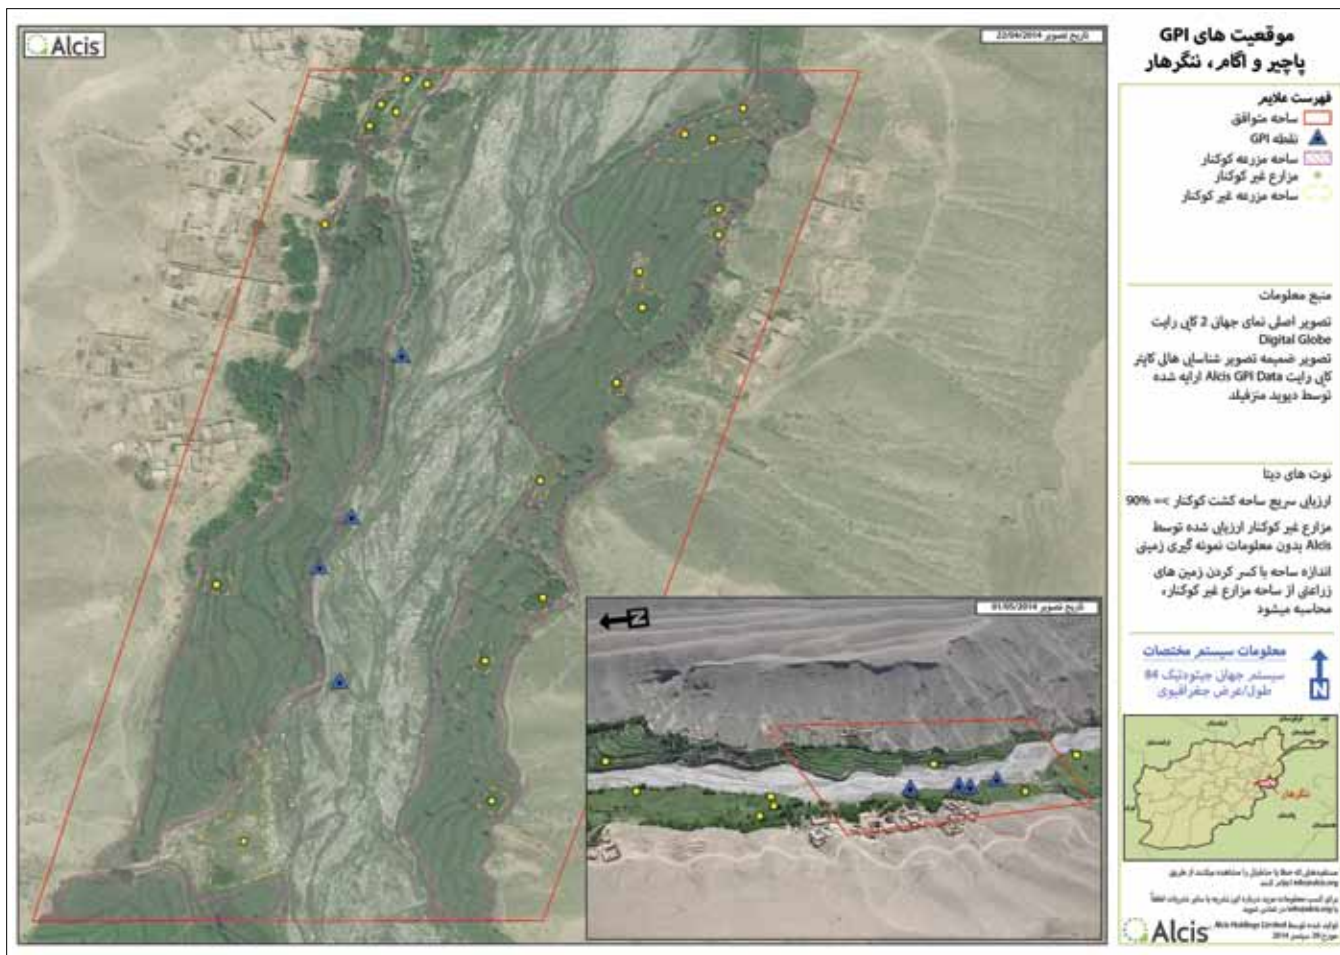 Alcis
تاریخ تصویر 22/04/2014
موقعیت های GPI
پاچیر و اگام، ننگرهار
فهرست علایم
ساحه متوافق
نقطه GPI
ساحه مزرعه کوکنار
مزارع غیر کوکنار
ساحه مزرعه غیر کوکنار
منبع معلومات
تصویر اصلی نمای جهانی 2 کاپی رایت
Digital Globe
تصویر ضمیمه تصویر شناسایی هالی کاپتر
کاپی رایت Alcis GPI Data ارایه شده
توسط دیوید منزفیلد
نوت های دیتا
ارزیابی سریع ساحه کشت کوکنار >= 90%
مزارع غیر کوکنار ارزیابی شده توسط
Alcis بدون معلومات نمونه گیری زمینی
اندازه ساحه با کسر کردن زمین های
زراعتی از ساحه مزارع غیر کوکنار،
محاسبه میشود
تاریخ تصویر 01/05/2014
N
معلومات سیستم مختصات
سیستم جهان جیئودتیک 84
طول/عرض جغرافیوی
N
ننگرهار
Alcis